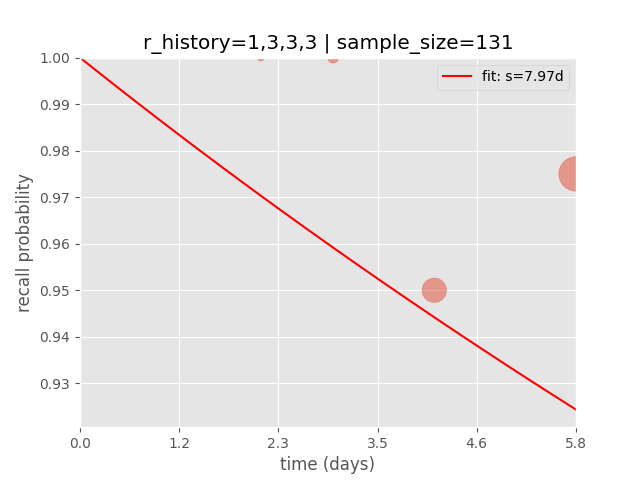 r_history=1,3,3,3 | sample_size=131
fit: s=7.97d
1.00
0.99
0.98
0.97
0.96
0.95
0.94
0.93
recall probability
0.0 1.2 2.3 3.5 4.6 5.8
time (days)